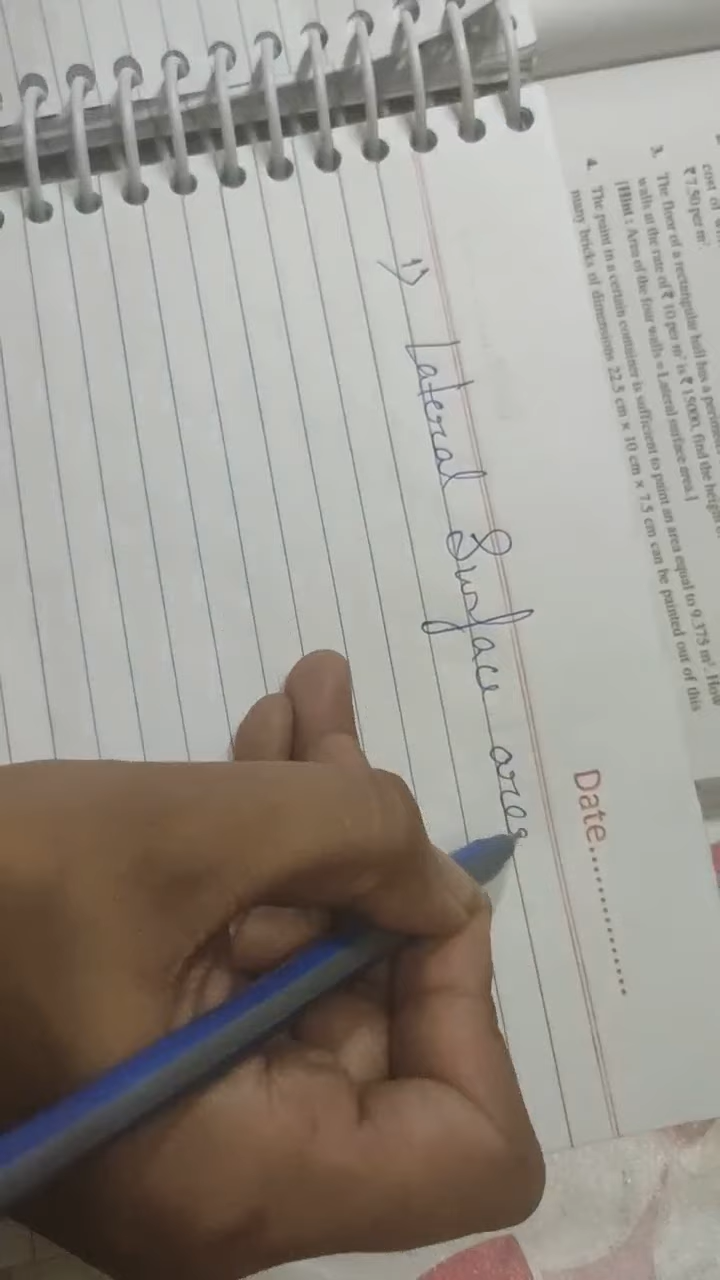 cost of
₹7.50 per m².
3. The floor of a rectangular hall has a
walls at the rate of ₹ 10 per m² is ₹ 15000, find the
[Hint : Area of the four walls = Lateral surface area.]
4. The paint in a certain container is sufficient to paint an area equal to 9.375 m². How
many bricks of dimensions 22.5 cm × 10 cm × 7.5 cm can be painted out of this
Date...............
1) Lateral Surface area